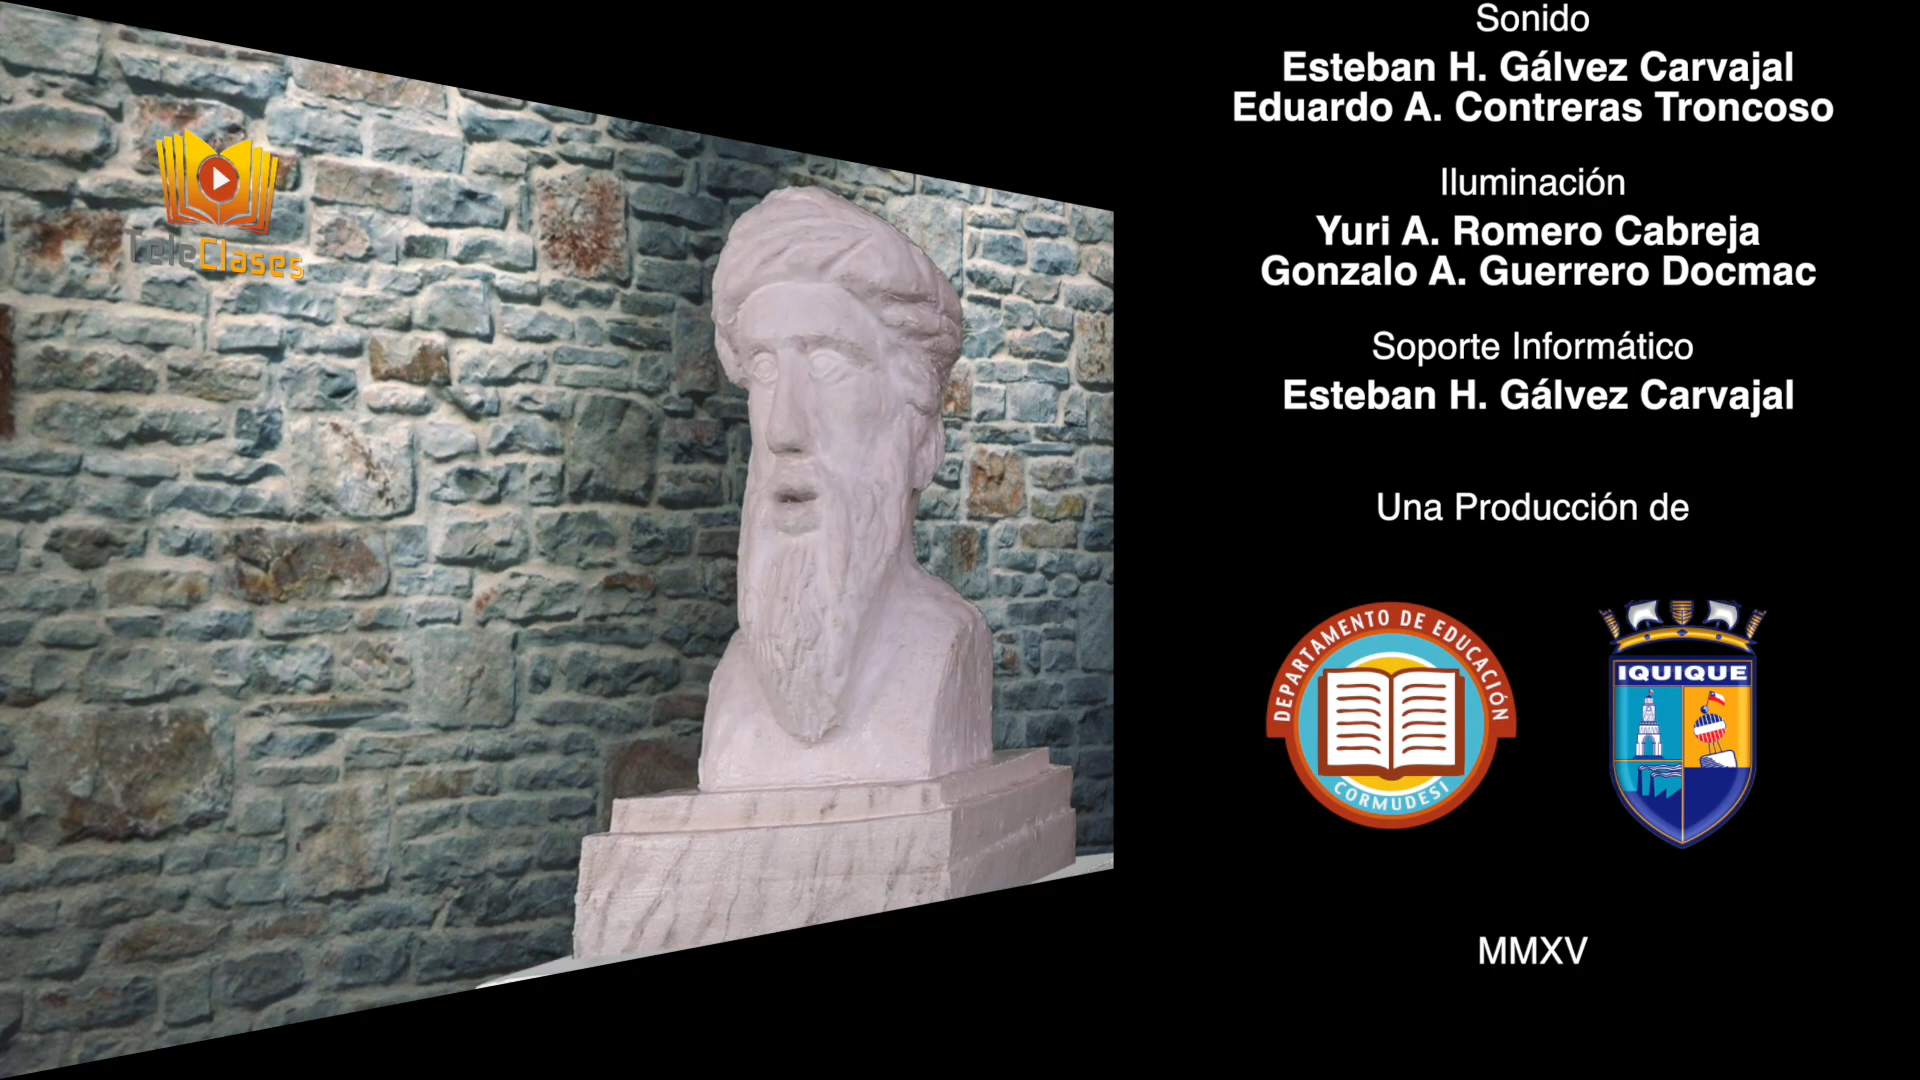 TeleClases
Sonido
Esteban H. Gálvez Carvajal
Eduardo A. Contreras Troncoso
Iluminación
Yuri A. Romero Cabreja
Gonzalo A. Guerrero Docmac
Soporte Informático
Esteban H. Gálvez Carvajal
Una Producción de
DEPARTAMENTO DE EDUCACIÓN
CORMUDESI
IQUIQUE
MMXV